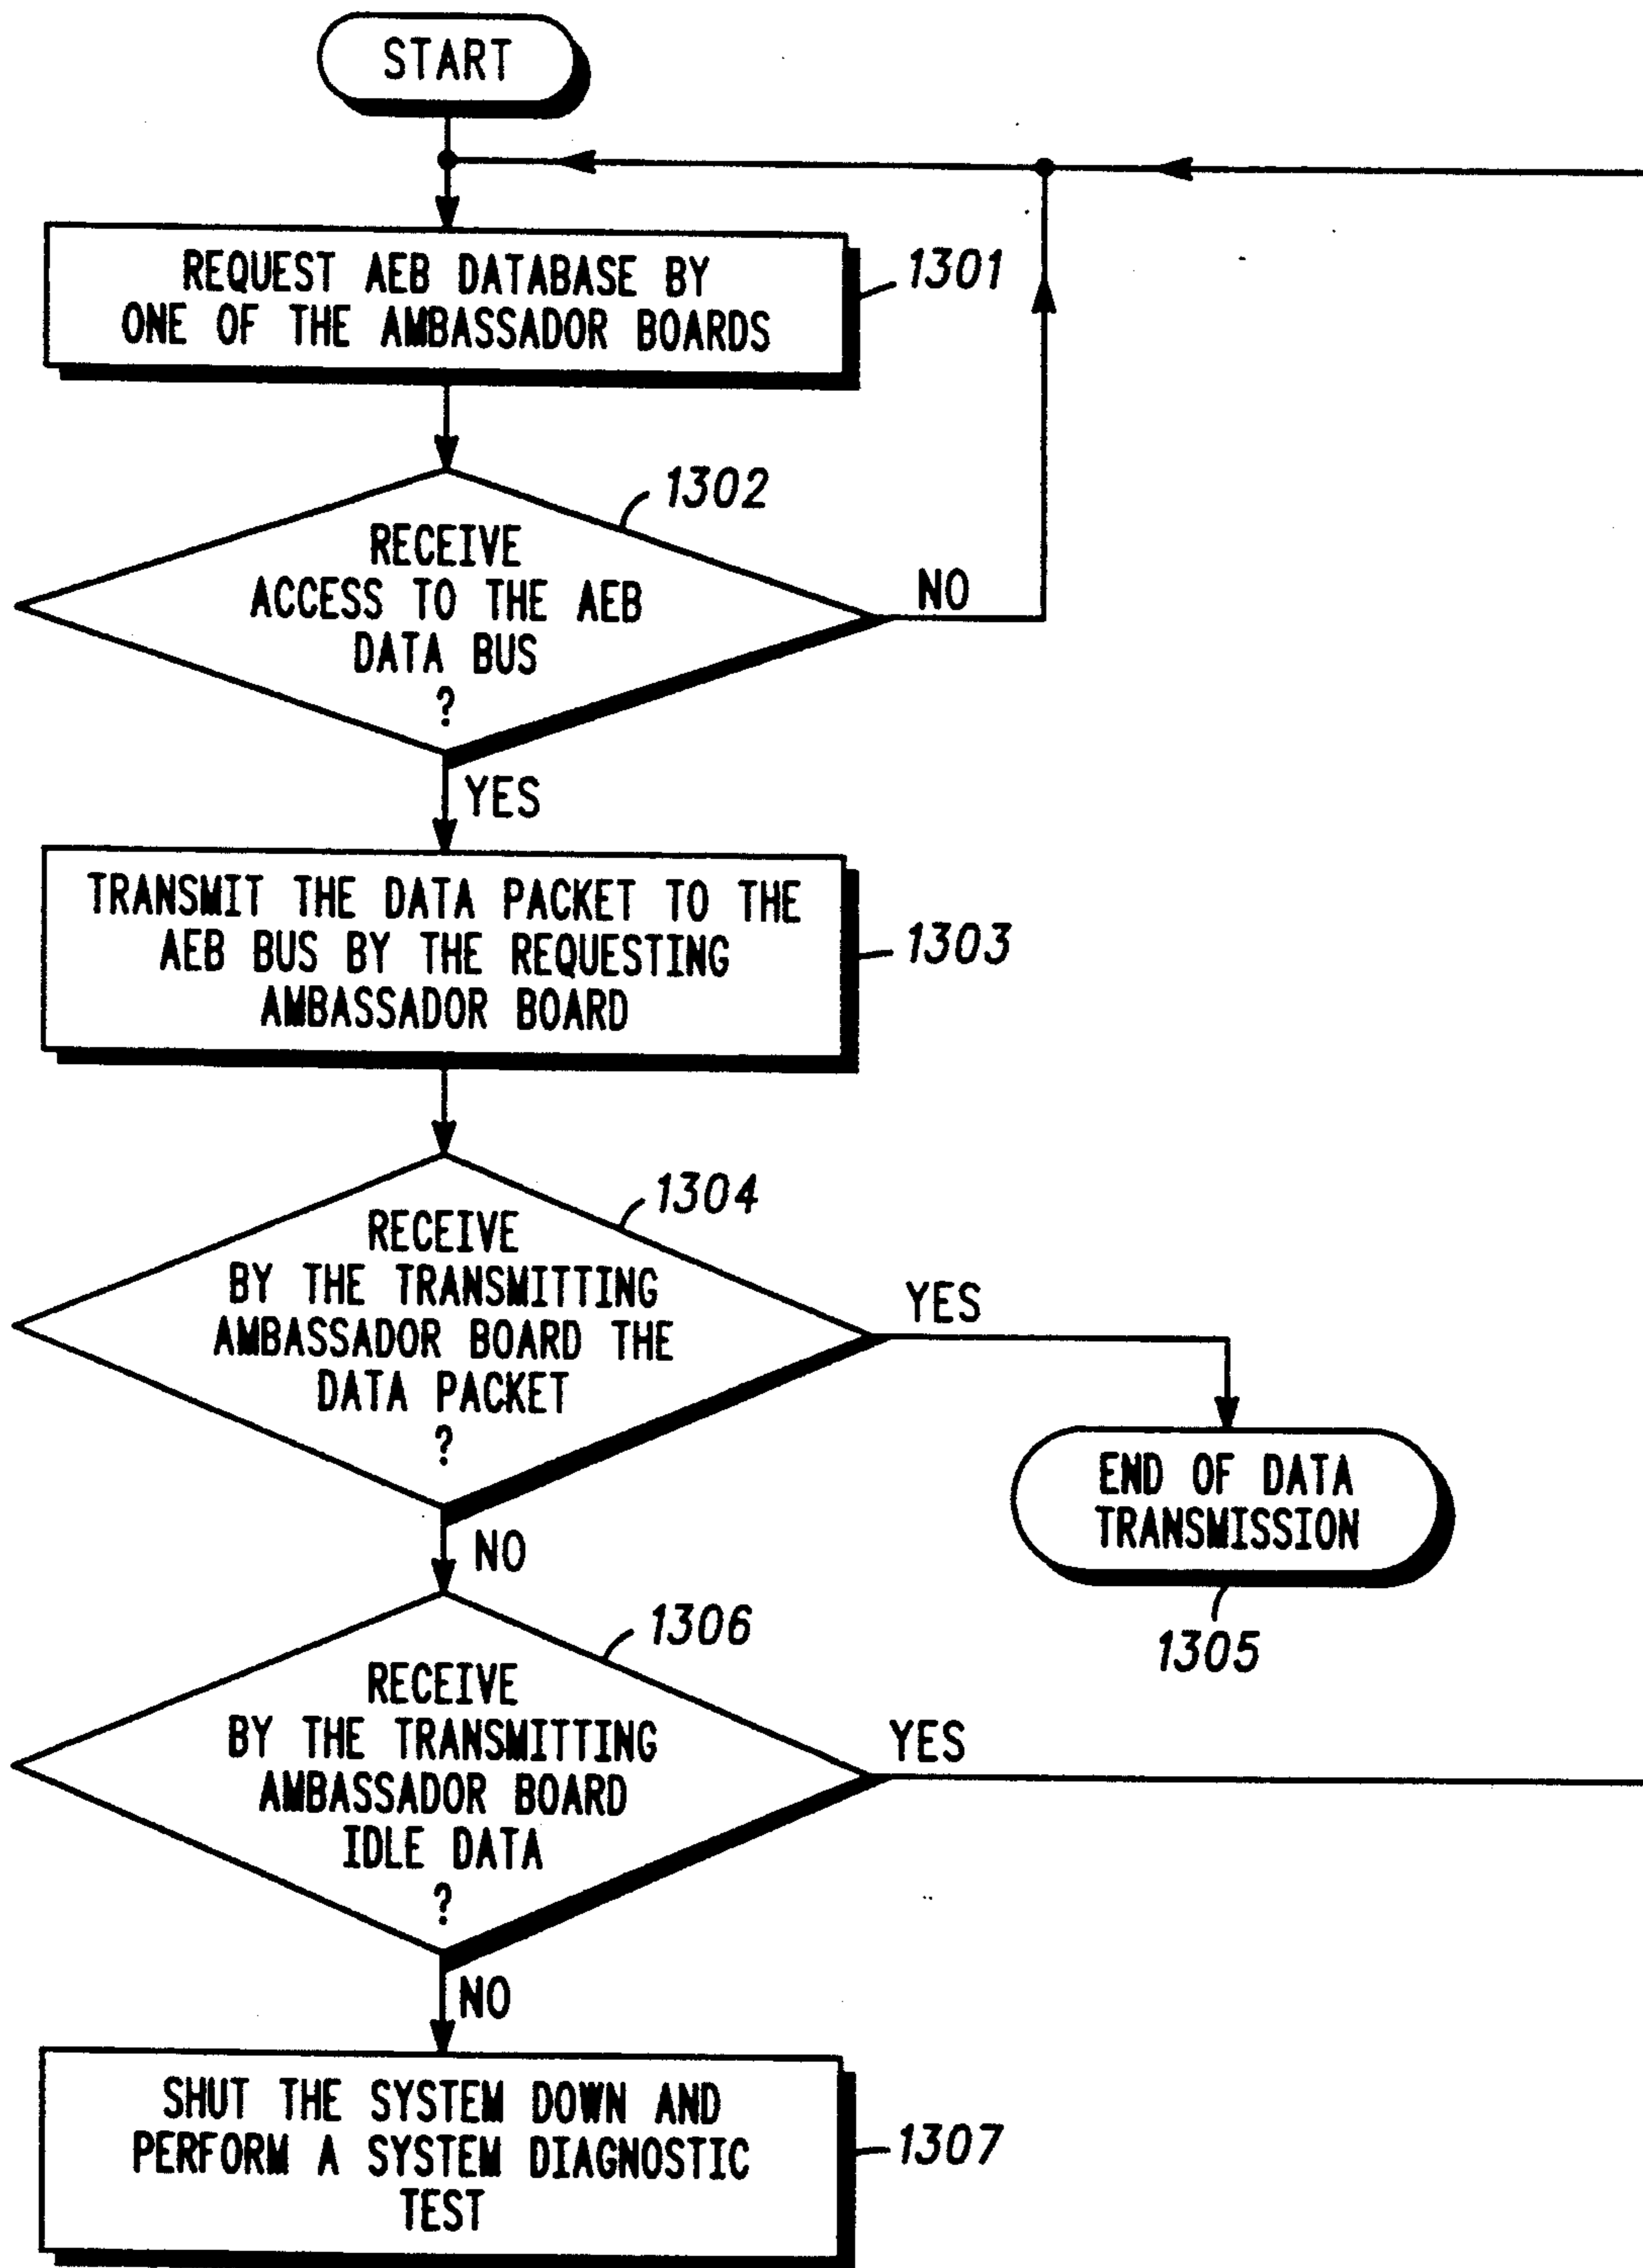 START
REQUEST AEB DATABASE BY
ONE OF THE AMBASSADOR BOARDS
1301
RECEIVE
ACCESS TO THE AEB
DATA BUS
?
1302
NO
YES
TRANSMIT THE DATA PACKET TO THE
AEB BUS BY THE REQUESTING
AMBASSADOR BOARD
1303
RECEIVE
BY THE TRANSMITTING
AMBASSADOR BOARD THE
DATA PACKET
?
1304
YES
END OF DATA
TRANSMISSION
1305
NO
RECEIVE
BY THE TRANSMITTING
AMBASSADOR BOARD
IDLE DATA
?
1306
YES
NO
SHUT THE SYSTEM DOWN AND
PERFORM A SYSTEM DIAGNOSTIC
TEST
1307